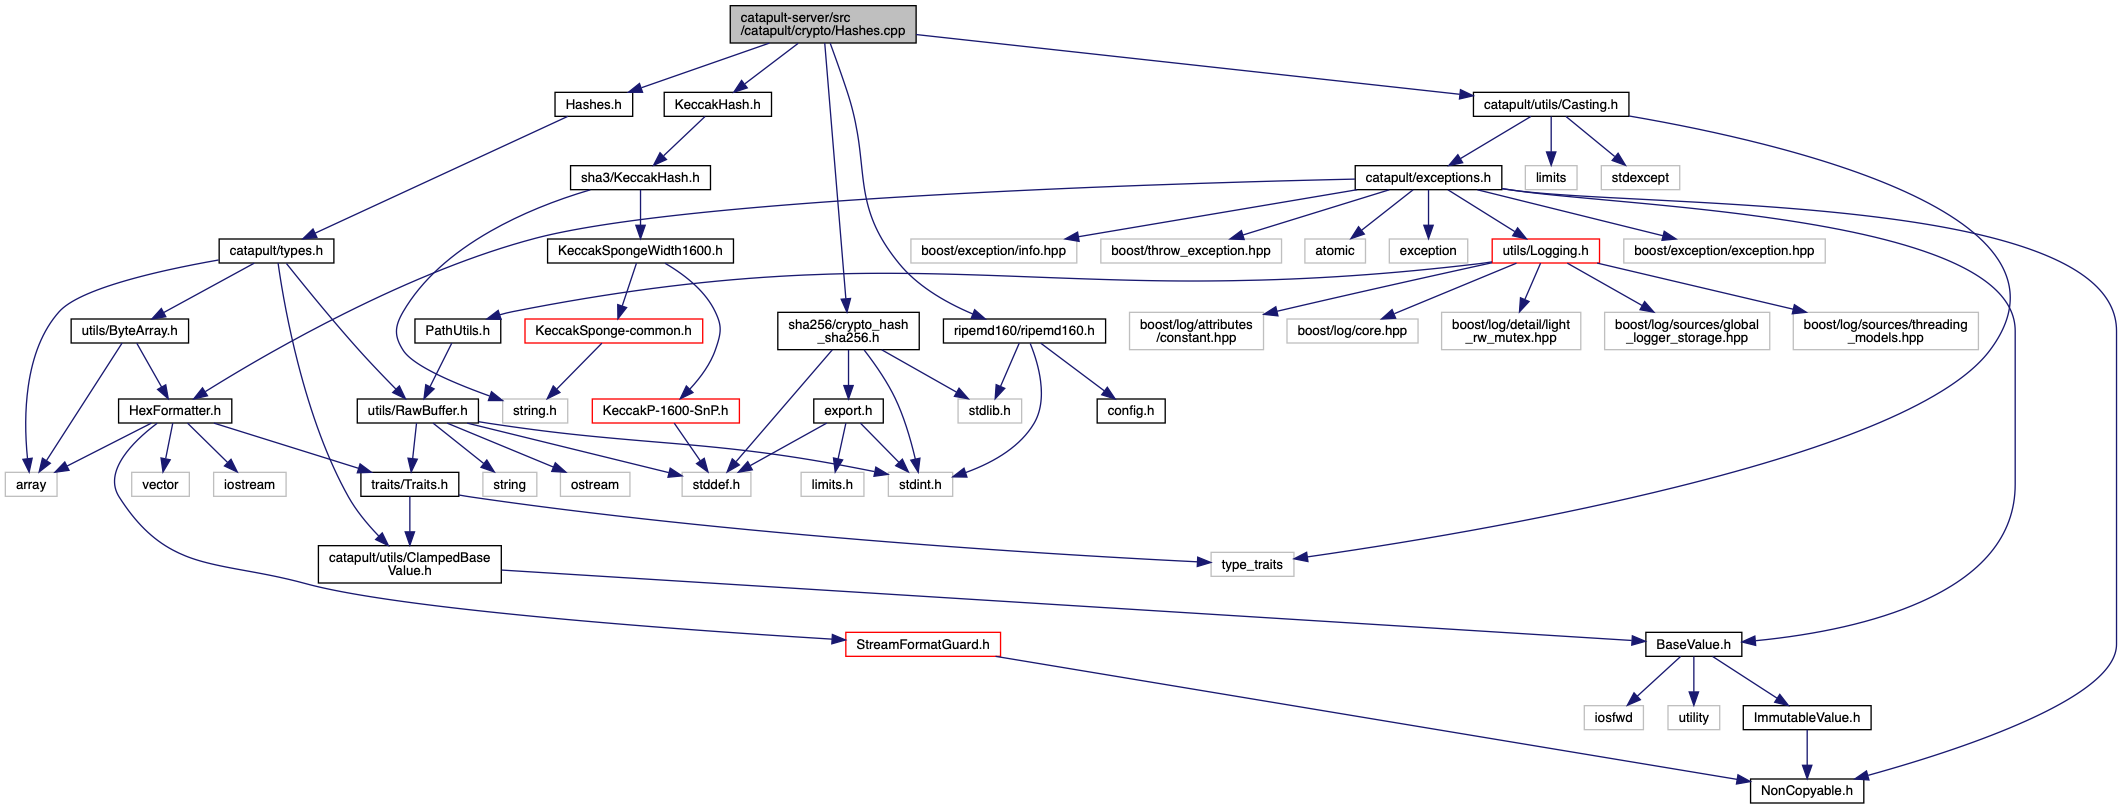 catapult-server/src
/catapult/crypto/Hashes.cpp
Hashes.h
KeccakHash.h
catapult/utils/Casting.h
sha3/KeccakHash.h
catapult/exceptions.h
limits
stdexcept
catapult/types.h
KeccakSpongeWidth1600.h
boost/exception/info.hpp
boost/throw_exception.hpp
atomic
exception
utils/Logging.h
boost/exception/exception.hpp
utils/ByteArray.h
PathUtils.h
KeccakSponge-common.h
sha256/crypto_hash
_sha256.h
ripemd160/ripemd160.h
boost/log/attributes
/constant.hpp
boost/log/core.hpp
boost/log/detail/light
_rw_mutex.hpp
boost/log/sources/global
_logger_storage.hpp
boost/log/sources/threading
_models.hpp
HexFormatter.h
utils/RawBuffer.h
string.h
KeccakP-1600-SnP.h
export.h
stdlib.h
config.h
array
vector
iostream
traits/Traits.h
string
ostream
stddef.h
limits.h
stdint.h
catapult/utils/ClampedBase
Value.h
type_traits
StreamFormatGuard.h
BaseValue.h
iosfwd
utility
ImmutableValue.h
NonCopyable.h